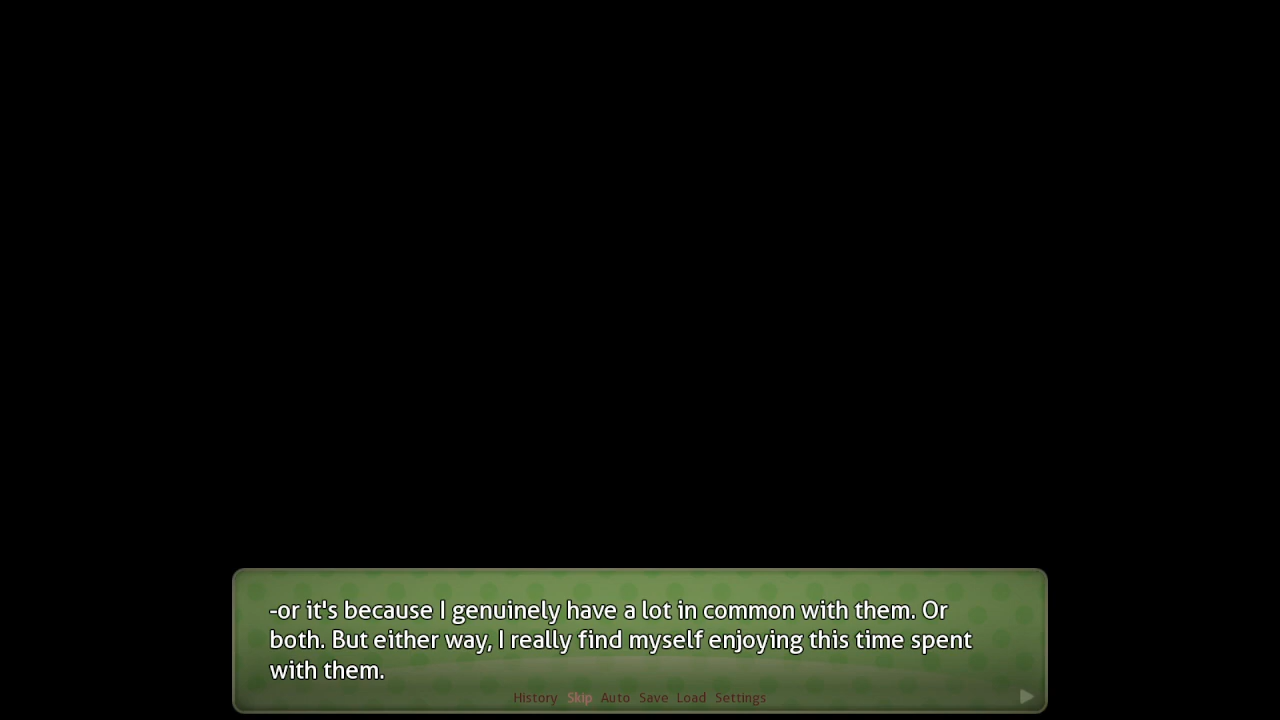 -or it's because I genuinely have a lot in common with them. Or
both. But either way, I really find myself enjoying this time spent
with them.
History Skip Auto Save Load Settings